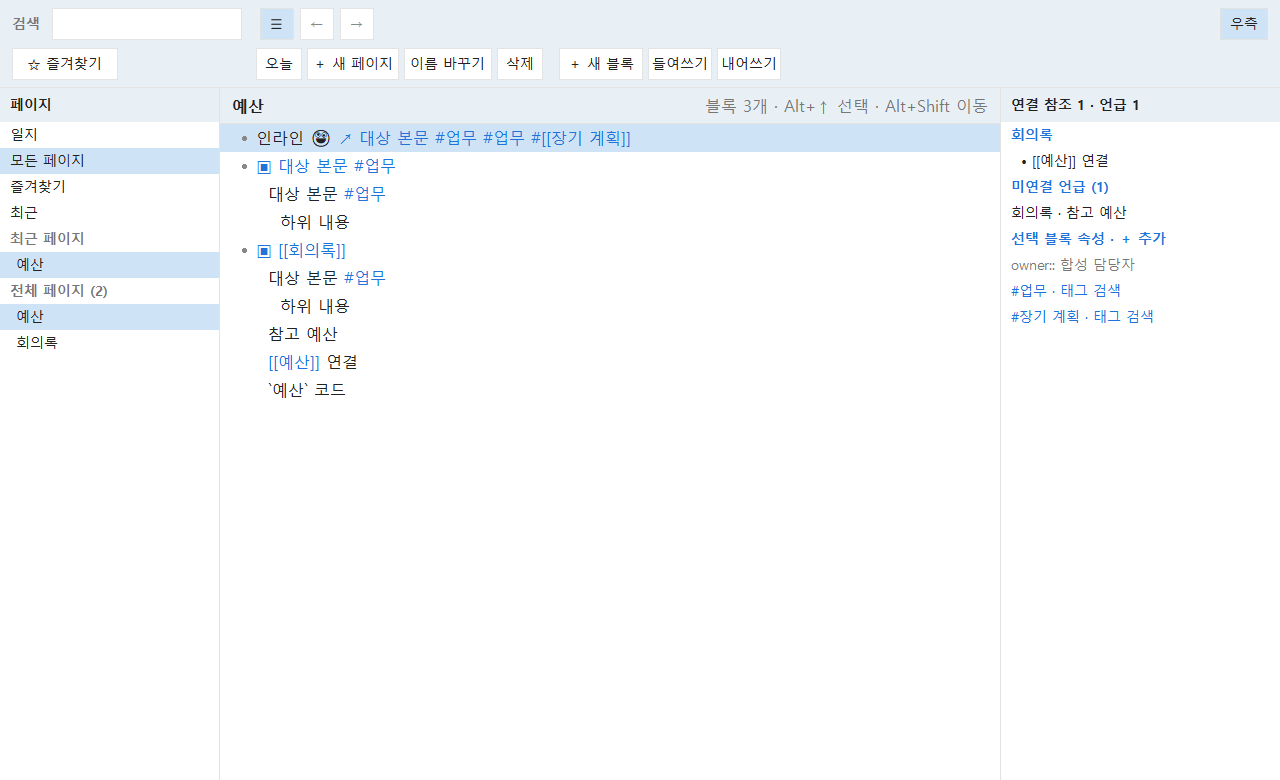 검색 ☰ ← → 우측
☆ 즐겨찾기 오늘 + 새 페이지 이름 바꾸기 삭제 + 새 블록 들여쓰기 내어쓰기
페이지
일지
모든 페이지
즐겨찾기
최근
최근 페이지
예산
전체 페이지 (2)
예산
회의록
예산 블록 3개 · Alt+↑ 선택 · Alt+Shift 이동
• 인라인 😀 ↗ 대상 본문 #업무 #업무 #[[장기 계획]]
• ▣ 대상 본문 #업무
대상 본문 #업무
하위 내용
• ▣ [[회의록]]
대상 본문 #업무
하위 내용
참고 예산
[[예산]] 연결
`예산` 코드
연결 참조 1 · 언급 1
회의록
• [[예산]] 연결
미연결 언급 (1)
회의록 · 참고 예산
선택 블록 속성 · + 추가
owner:: 합성 담당자
#업무 · 태그 검색
#장기 계획 · 태그 검색